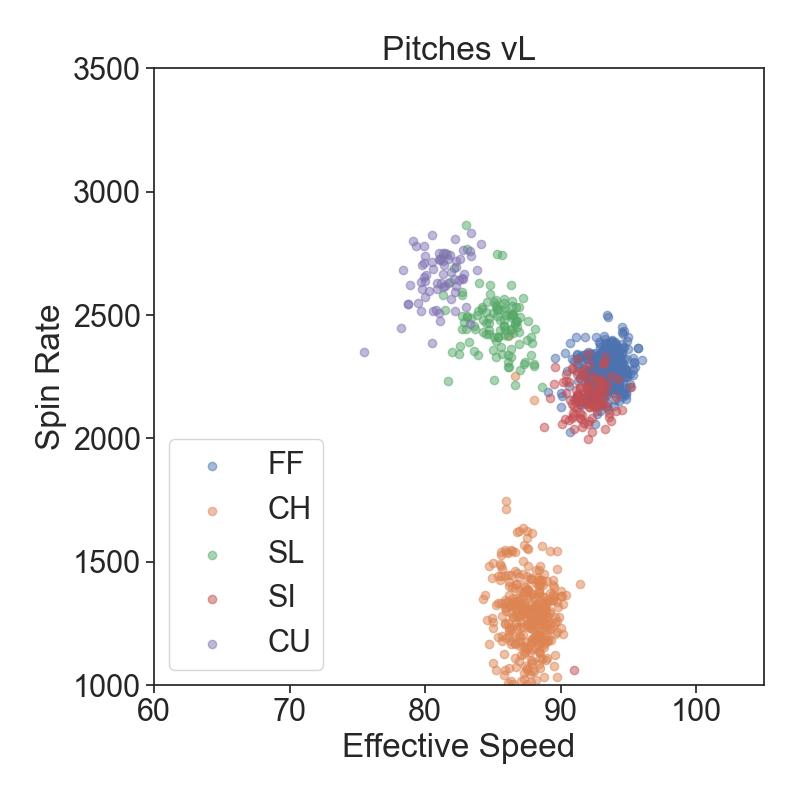 Pitches vL
3500
3000
2500
2000
1500
1000
Spin Rate
FF
CH
SL
SI
CU
60 70 80 90 100
Effective Speed